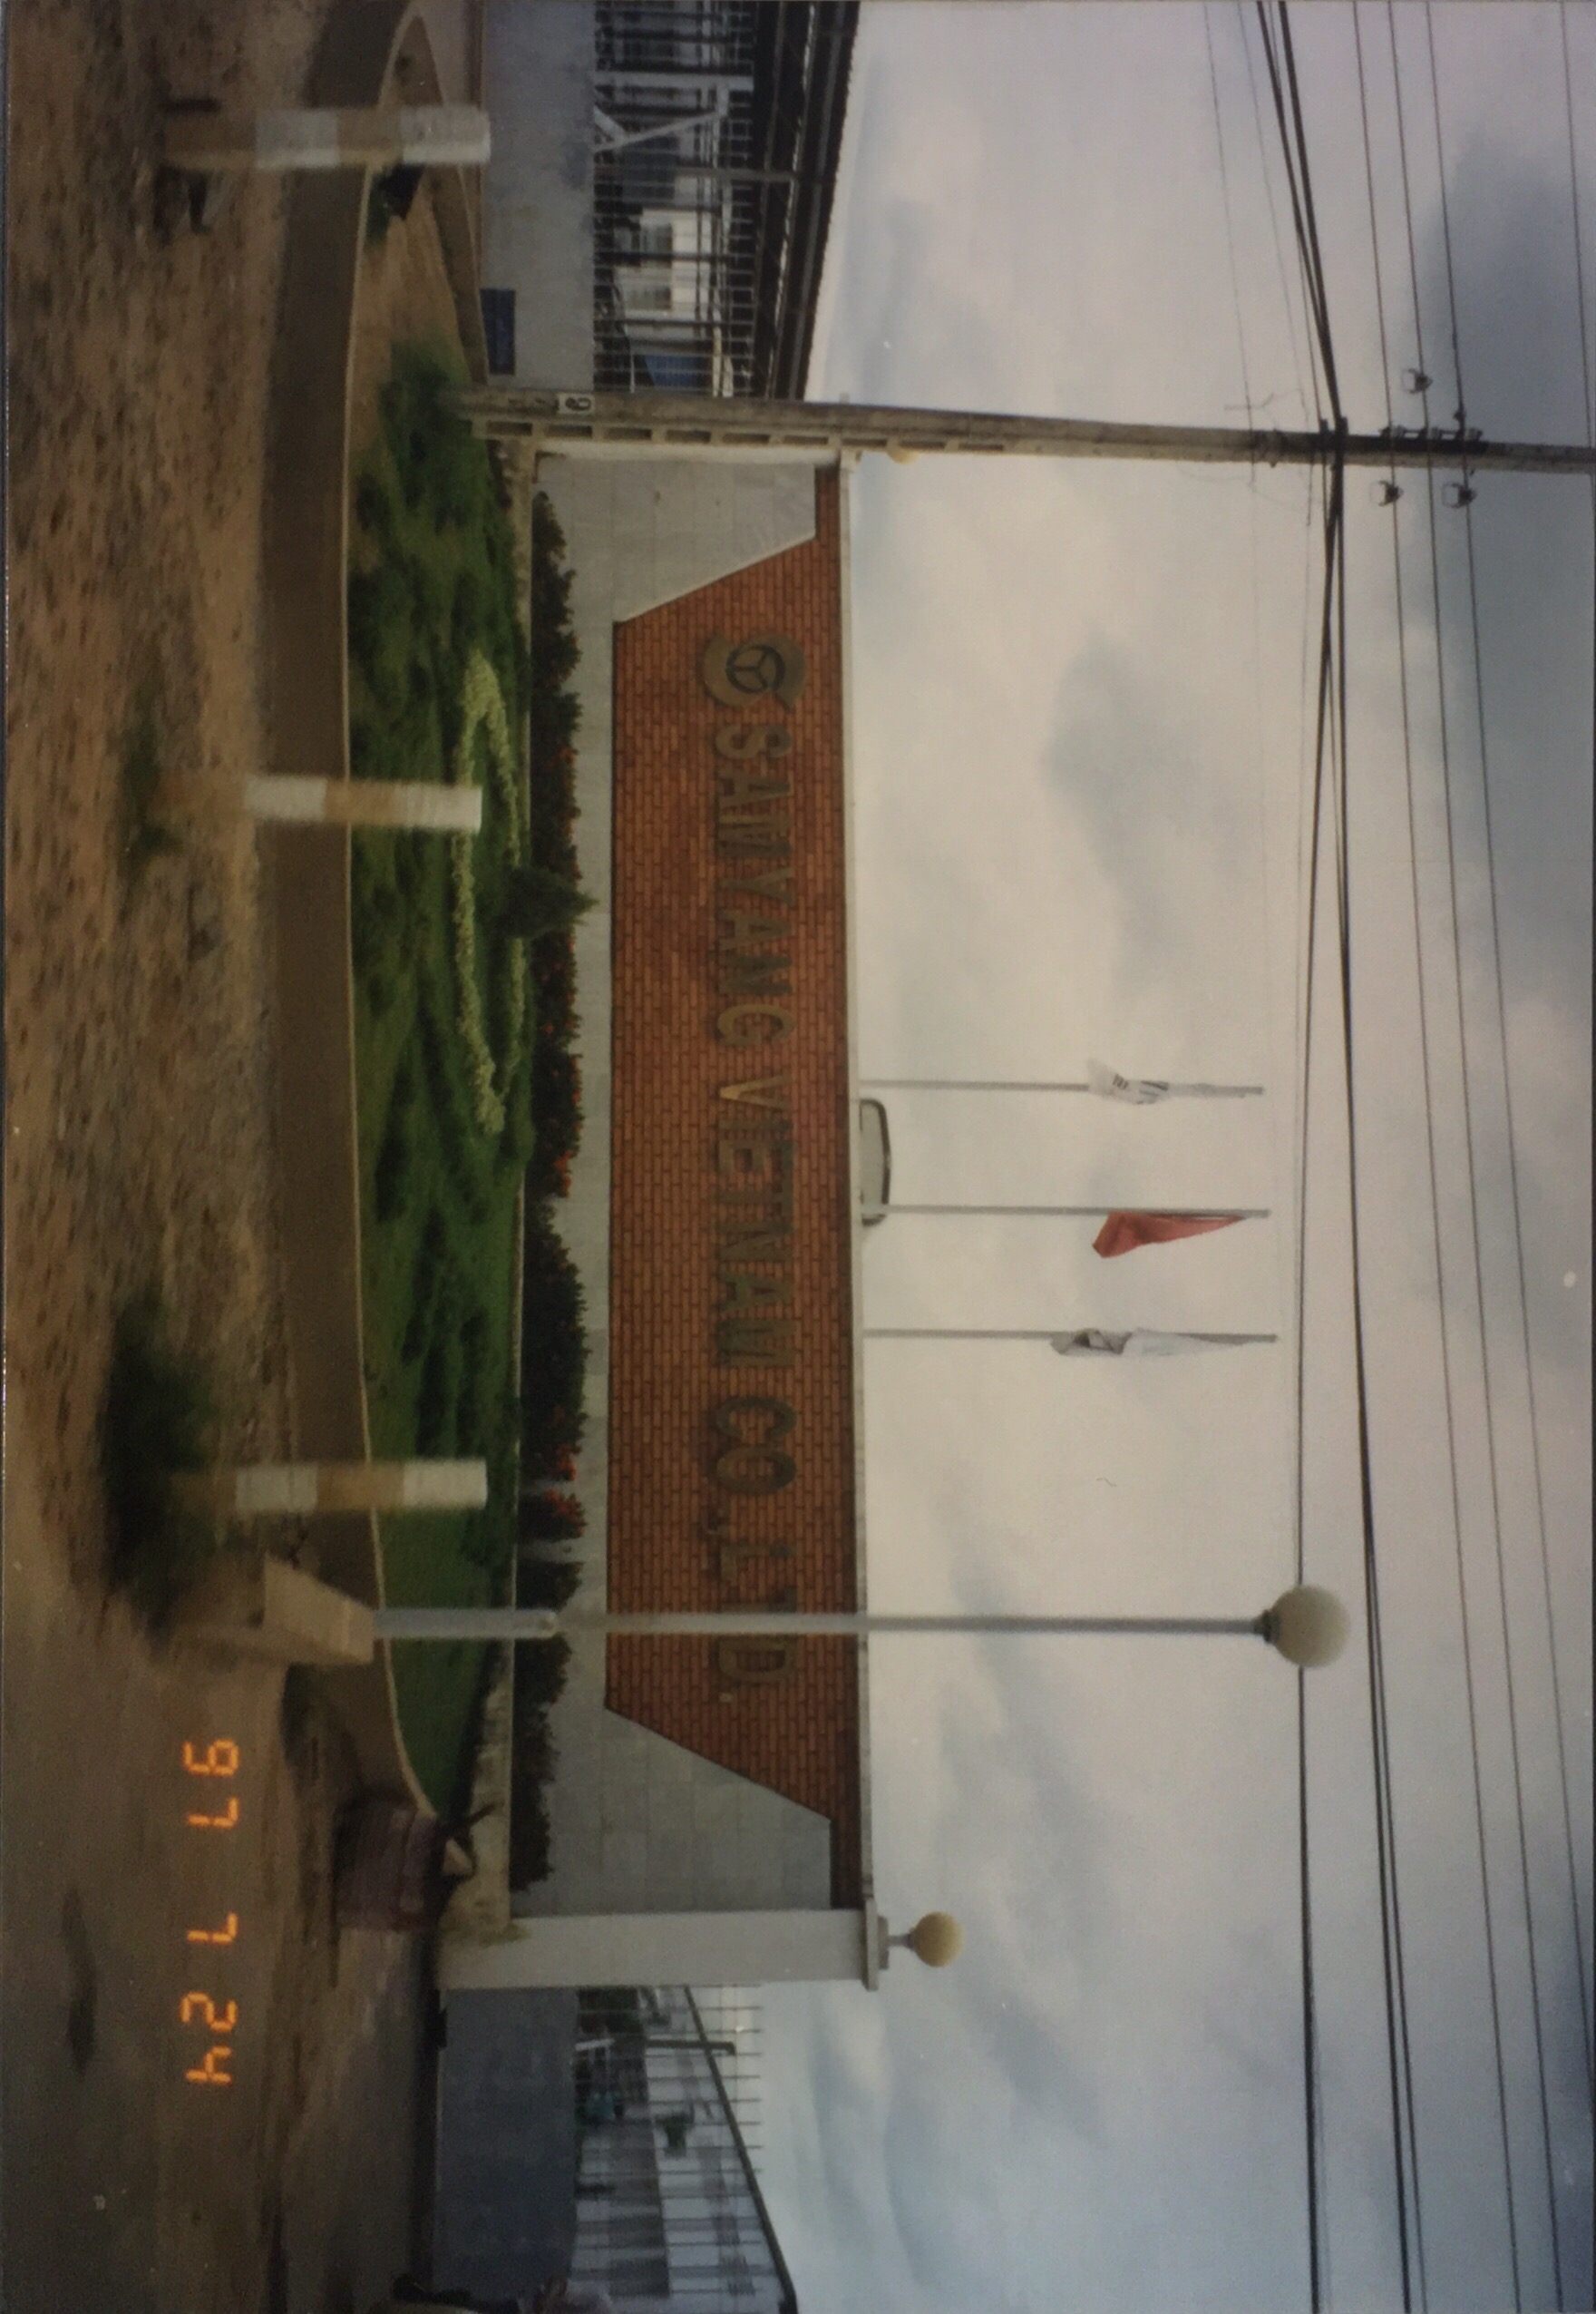 SAMYANG VIETNAM CO.,LTD.
97 7 24